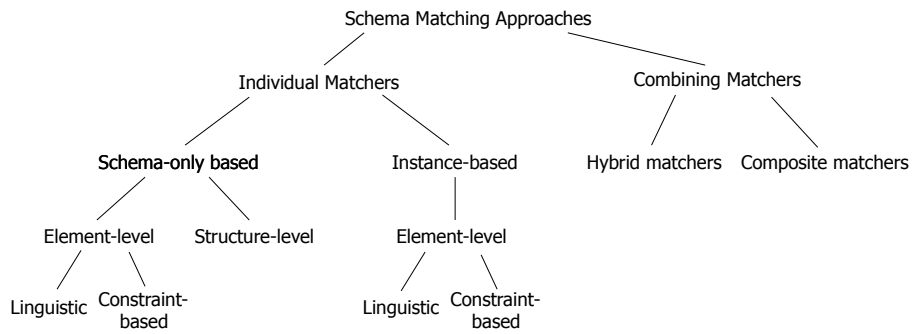 Schema Matching Approaches
Individual Matchers
Combining Matchers
Schema-only based
Instance-based
Hybrid matchers
Composite matchers
Element-level
Structure-level
Element-level
Linguistic
Constraint-
based
Linguistic
Constraint-
based